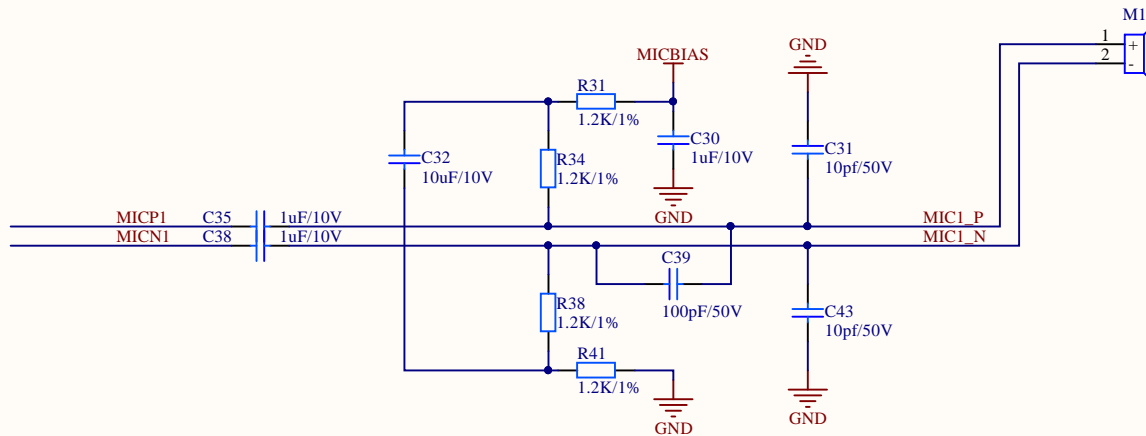 M1
GND
1
+
2
-
MICBIAS
R31
1.2K/1%
C30
1uF/10V
C32
10uF/10V
R34
1.2K/1%
C31
10pf/50V
GND
MICP1
C35
1uF/10V
MIC1_P
MICN1
C38
1uF/10V
MIC1_N
C39
100pF/50V
R38
1.2K/1%
C43
10pf/50V
R41
1.2K/1%
GND
GND